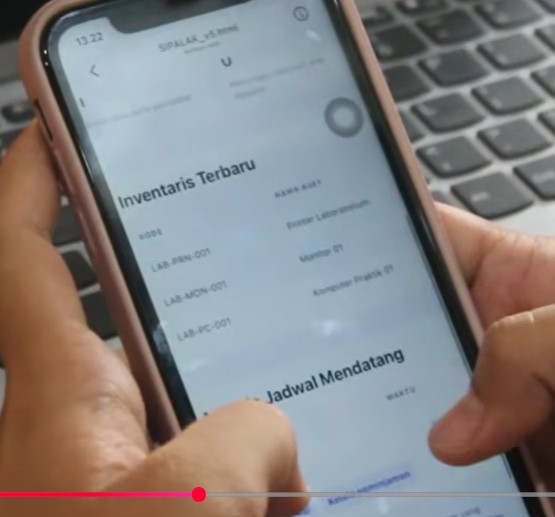 13.22
SIPALAK_v5.html
Inventaris Terbaru
KODE
NAMA ASET
LAB-PRN-001
Printer Laboratorium
LAB-MON-001
Monitor 01
LAB-PC-001
Komputer Praktik 01
Jadwal Mendatang
WAKTU